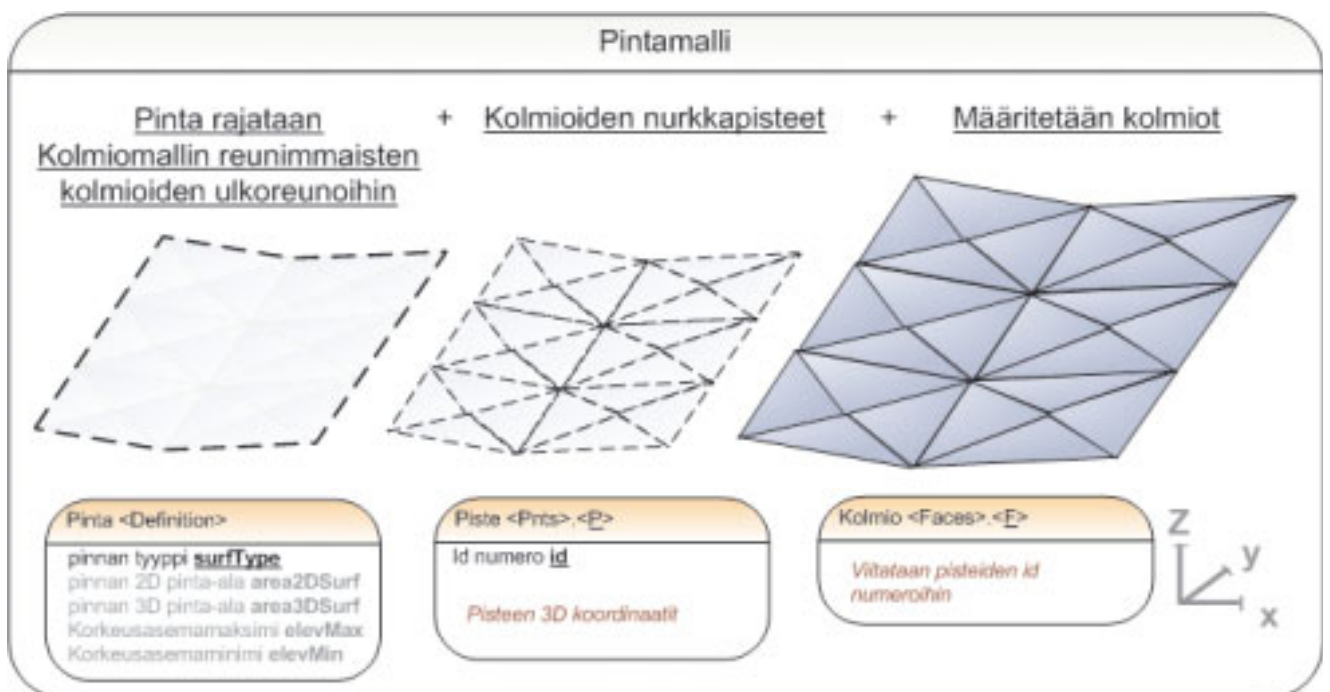 Pintamalli
Pinta rajataan
Kolmiomallin reunimmaisten
kolmioiden ulkoreunoihin
+
Kolmioiden nurkkapisteet
+
Määritetään kolmiot
Pinta <Definition>
pinnan tyyppi surfType
pinnan 2D pinta-ala area2DSurf
pinnan 3D pinta-ala area3DSurf
Korkeusasemamaksimi elevMax
Korkeusasemaminimi elevMin
Piste <Pnts>.<P>
Id numero id
Pisteen 3D koordinaatit
Kolmio <Faces>.<F>
Viitataan pisteiden id
numeroihin
Z
y
x